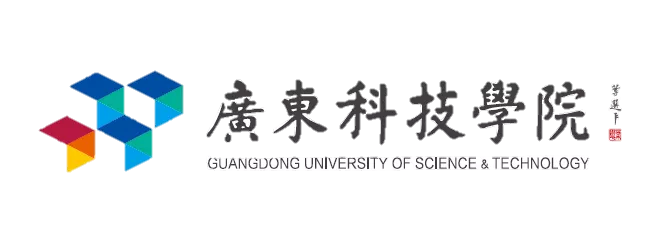 廣東科技學院
GUANGDONG UNIVERSITY OF SCIENCE & TECHNOLOGY